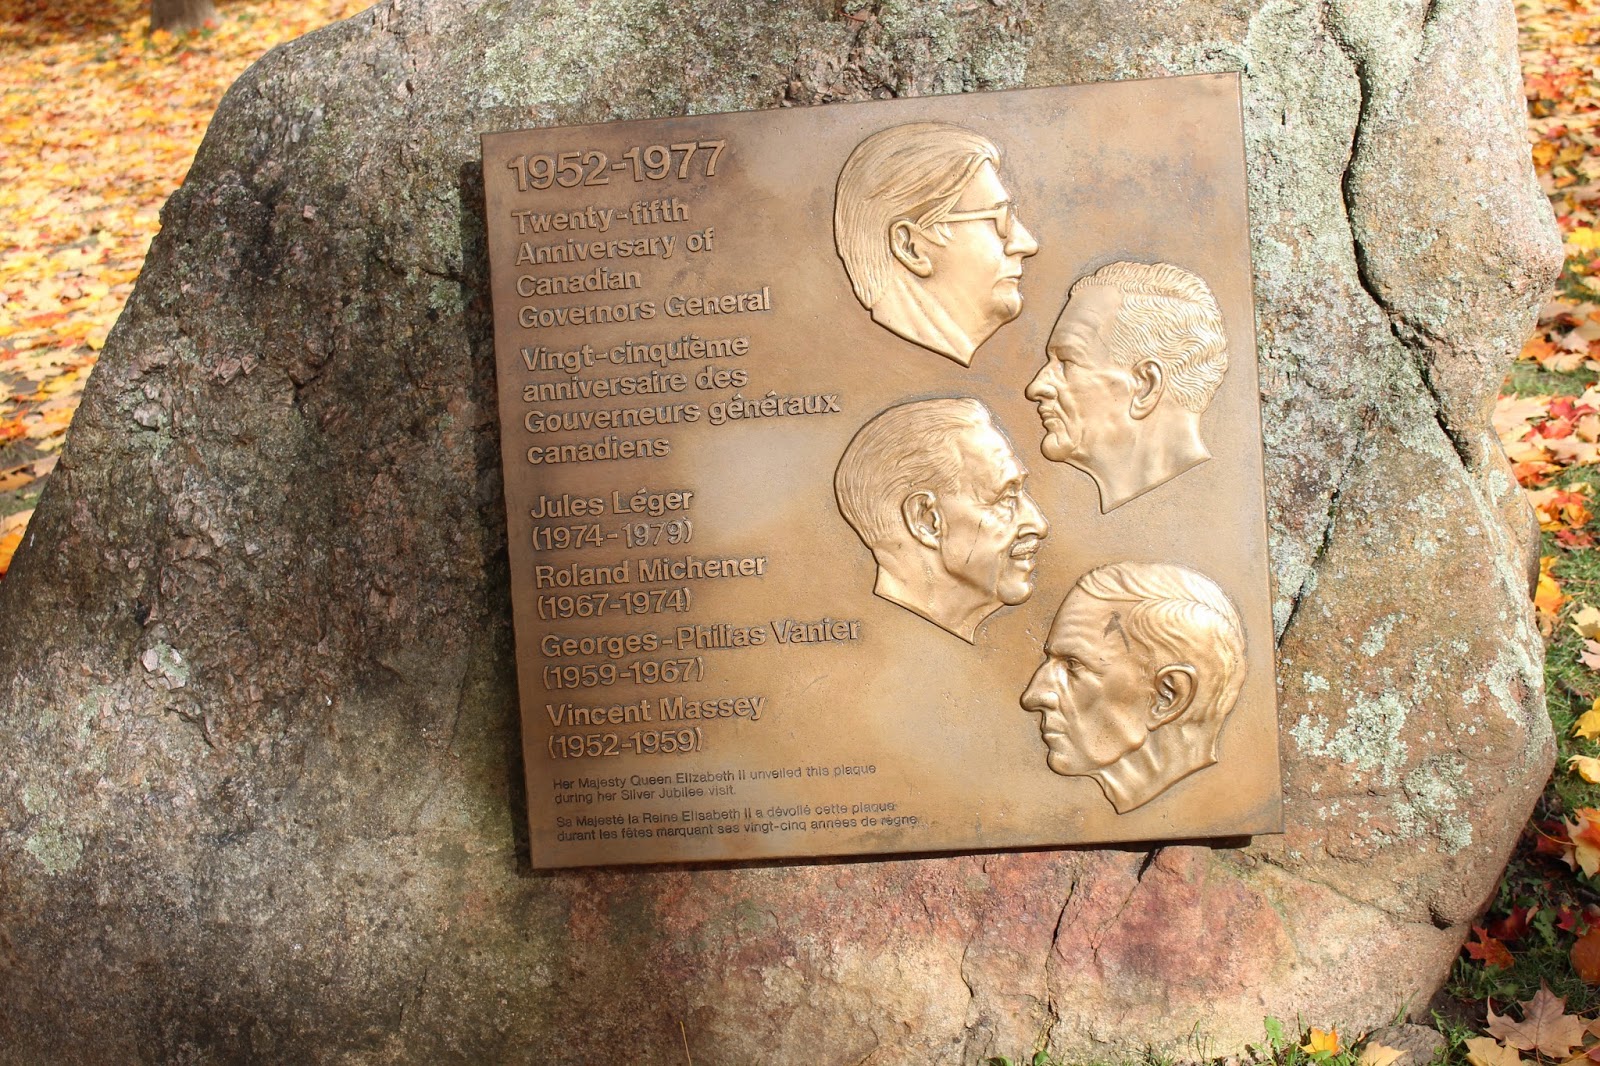 1952-1977
Twenty-fifth
Anniversary of
Canadian
Governors General
Vingt-cinquième
anniversaire des
Gouverneurs généraux
canadiens
Jules Léger
(1974-1979)
Roland Michener
(1967-1974)
Georges-Philias Vanier
(1959-1967)
Vincent Massey
(1952-1959)
Her Majesty Queen Elizabeth II unveiled this plaque
during her Silver Jubilee visit.
Sa Majesté la Reine Elisabeth II a dévoilé cette plaque
durant les fêtes marquant ses vingt-cinq années de règne.